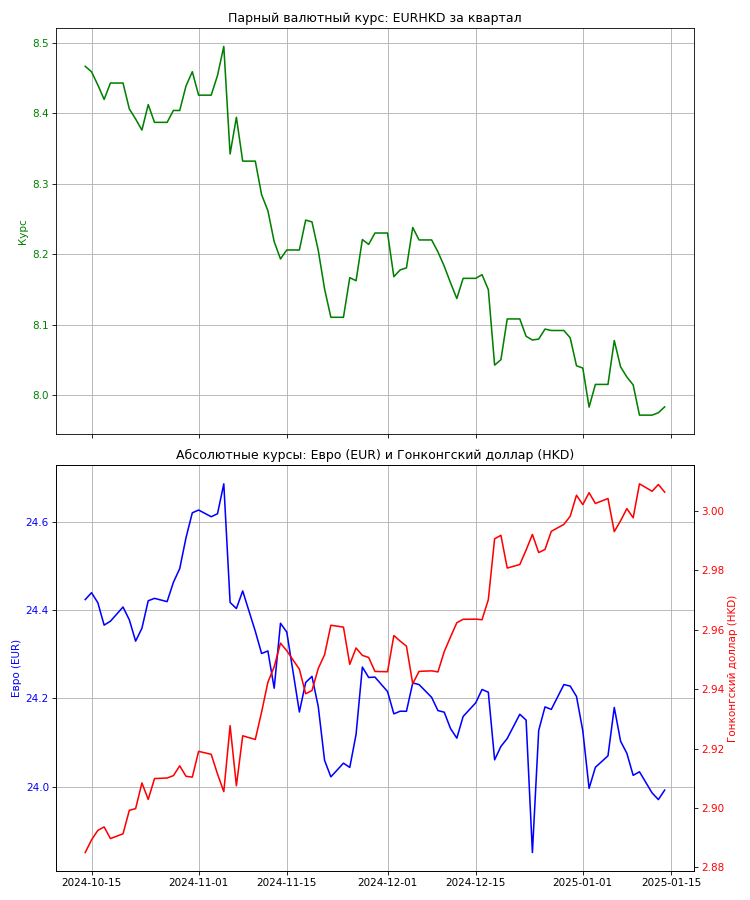 Парный валютный курс: EURHKD за квартал
8.5
8.4
8.3
8.2
8.1
8.0
Курс
Абсолютные курсы: Евро (EUR) и Гонконгский доллар (HKD)
24.6
24.4
24.2
24.0
Евро (EUR)
3.00
2.98
2.96
2.94
2.92
2.90
2.88
Гонконгский доллар (HKD)
2024-10-15 2024-11-01 2024-11-15 2024-12-01 2024-12-15 2025-01-01 2025-01-15